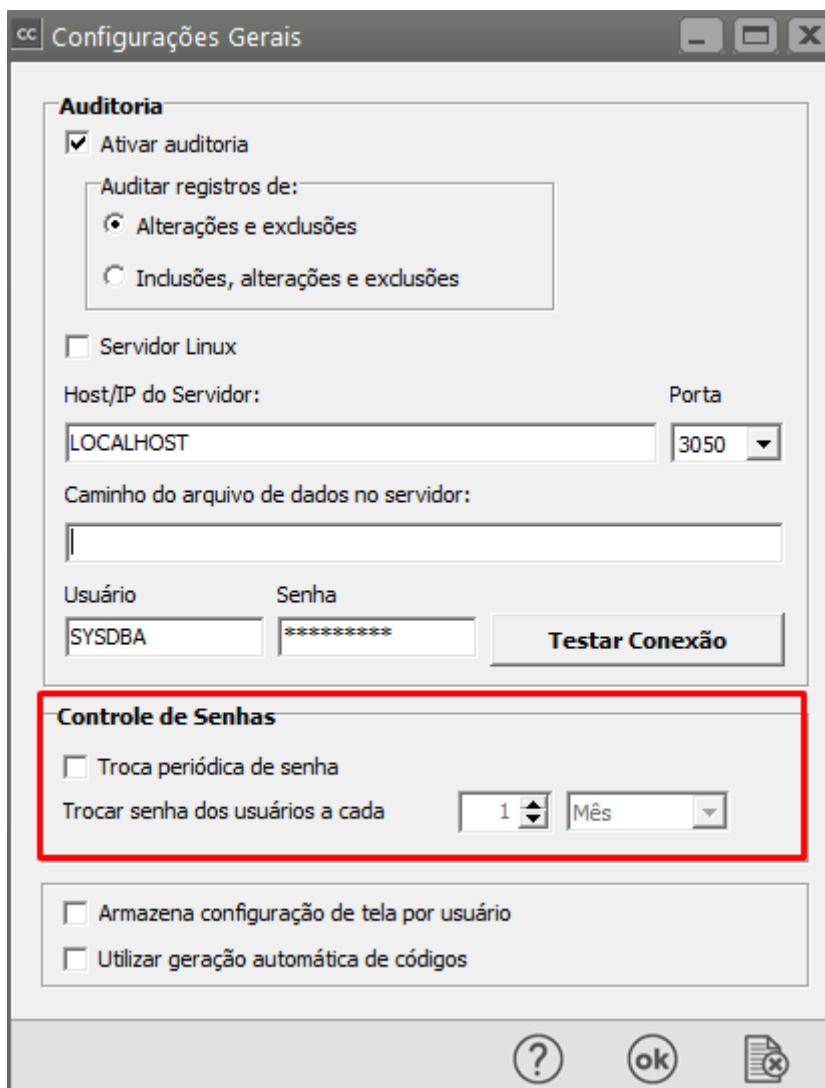 cc Configurações Gerais
Auditoria
Ativar auditoria
Auditar registros de:
Alterações e exclusões
Inclusões, alterações e exclusões
Servidor Linux
Host/IP do Servidor: Porta
LOCALHOST 3050
Caminho do arquivo de dados no servidor:
Usuário Senha
SYSDBA ********* Testar Conexão
Controle de Senhas
Troca periódica de senha
Trocar senha dos usuários a cada 1 Mês
Armazena configuração de tela por usuário
Utilizar geração automática de códigos
? ok